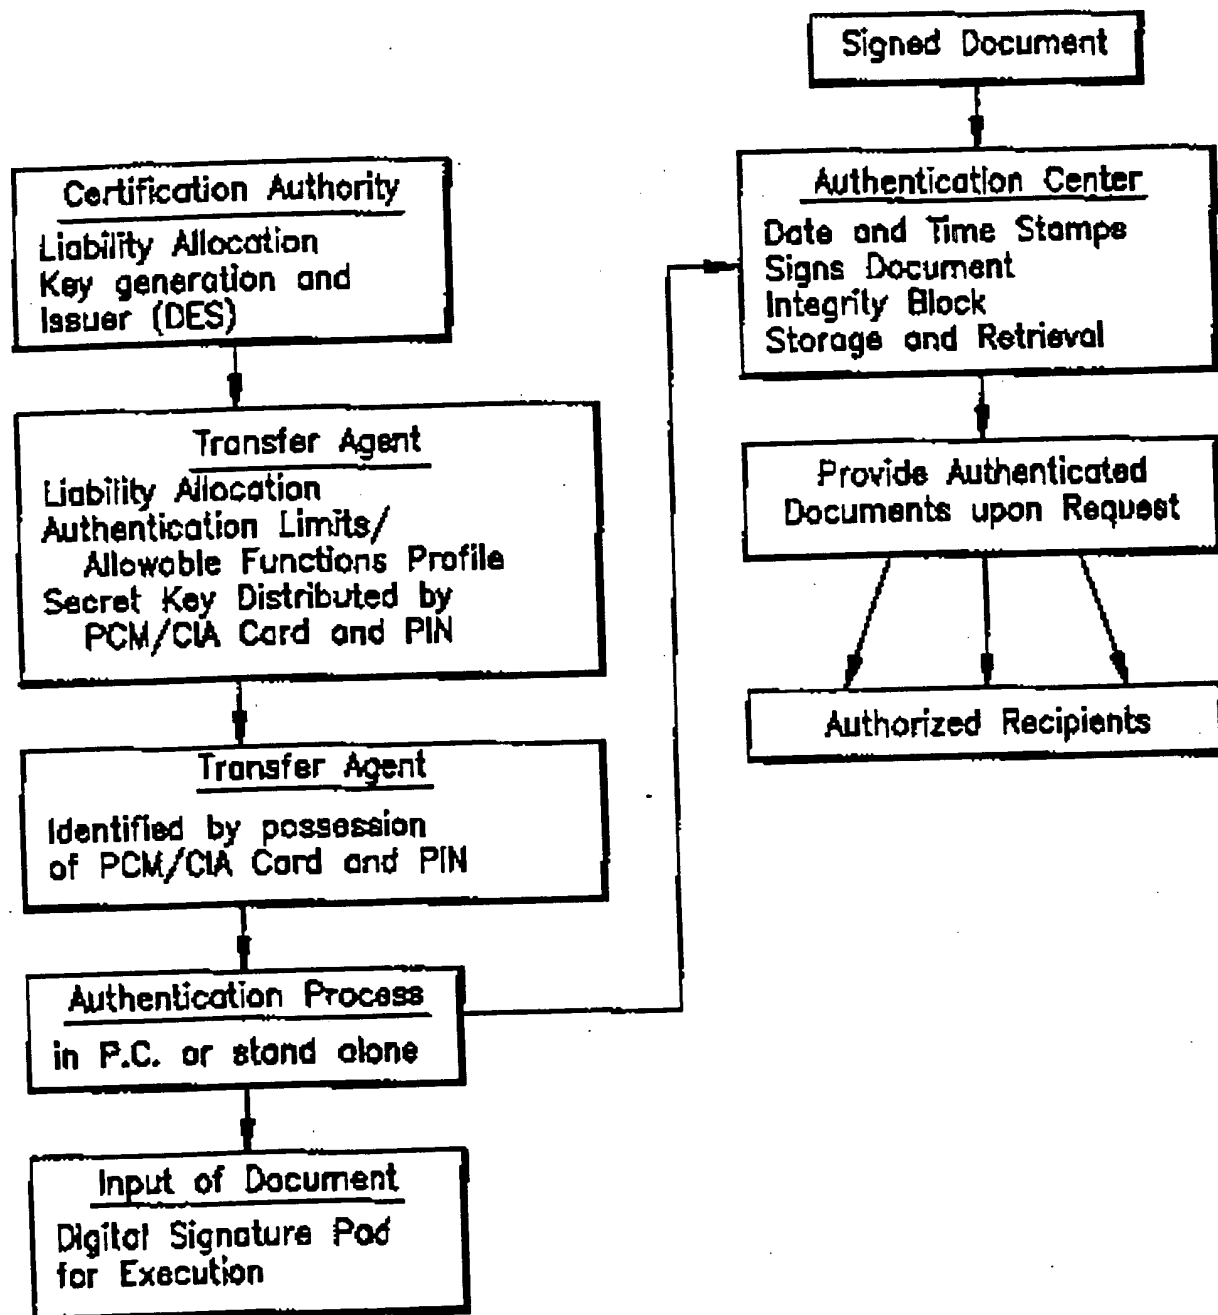 Certification Authority
Liability Allocation
Key generation and
Issuer (DES)
Transfer Agent
Liability Allocation
Authentication Limits/
Allowable Functions Profile
Secret Key Distributed by
PCM/CIA Card and PIN
Transfer Agent
Identified by possession
of PCM/CIA Card and PIN
Authentication Process
in P.C. or stand alone
Input of Document
Digital Signature Pad
for Execution
Signed Document
Authentication Center
Date and Time Stamps
Signs Document
Integrity Block
Storage and Retrieval
Provide Authenticated
Documents upon Request
Authorized Recipients